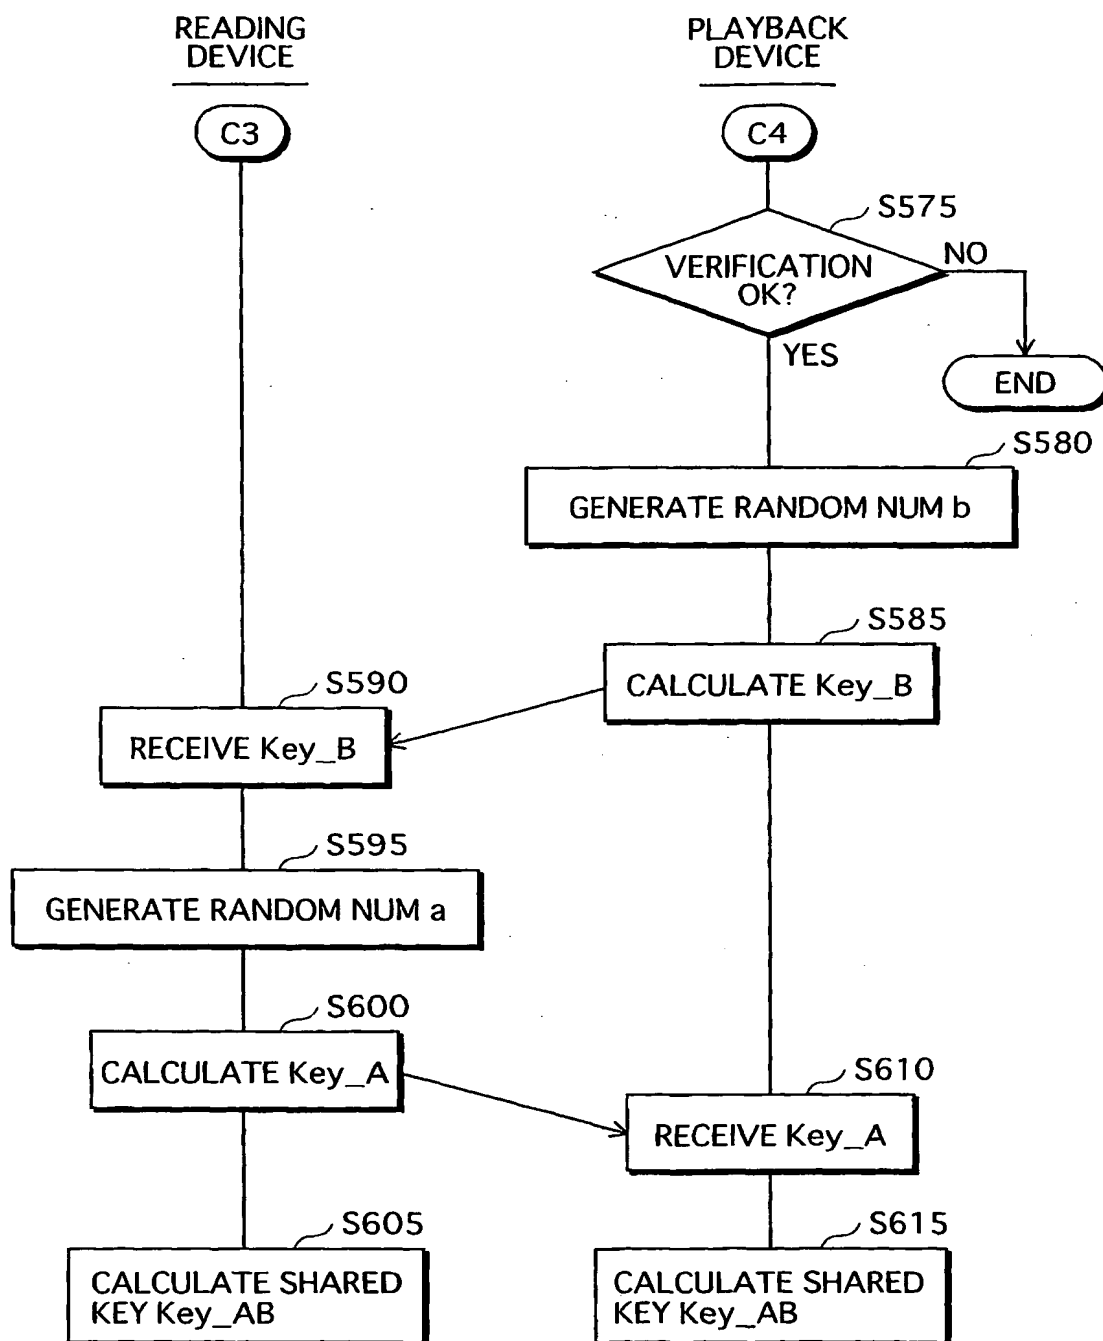 READING
DEVICE
PLAYBACK
DEVICE
C3
C4
S575
VERIFICATION
OK?
NO
YES
END
S580
GENERATE RANDOM NUM b
S585
CALCULATE Key_B
S590
RECEIVE Key_B
S595
GENERATE RANDOM NUM a
S600
CALCULATE Key_A
S610
RECEIVE Key_A
S605
CALCULATE SHARED
KEY Key_AB
S615
CALCULATE SHARED
KEY Key_AB